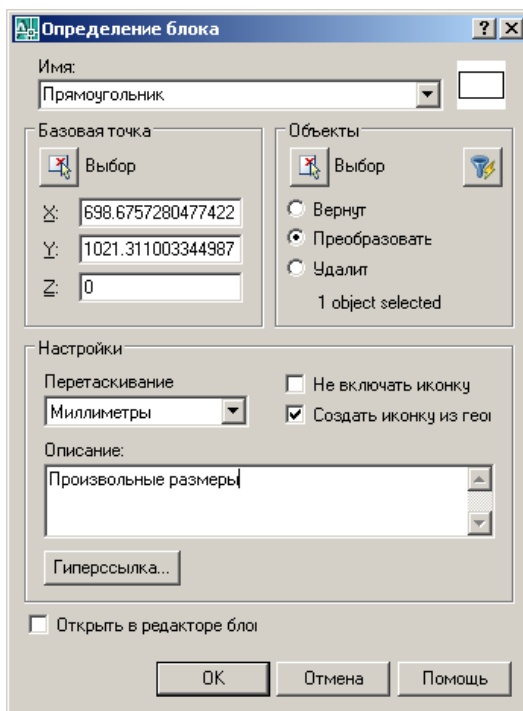 Определение блока
Имя:
Прямоугольник
Базовая точка
Выбор
X: 698.6757280477422
Y: 1021.311003344987
Z: 0
Объекты
Выбор
Вернут
Преобразовать
Удалит
1 object selected
Настройки
Перетаскивание
Миллиметры
Не включать иконку
Создать иконку из геоı
Описание:
Произвольные размеры
Гиперссылка...
Открыть в редакторе блоı
OK
Отмена
Помощь